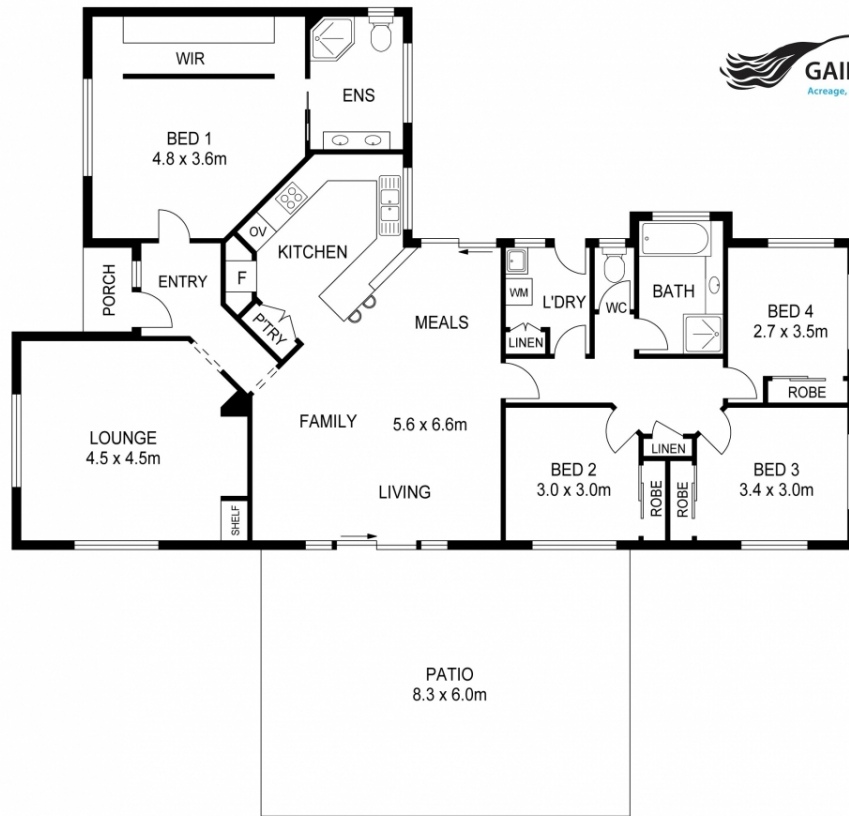 GAIL
Acreage,
WIR
ENS
BED 1
4.8 x 3.6m
OV
KITCHEN
F
P'TRY
PORCH
ENTRY
MEALS
WM
L'DRY
LINEN
WC
BATH
BED 4
2.7 x 3.5m
ROBE
LOUNGE
4.5 x 4.5m
SHELF
FAMILY
5.6 x 6.6m
LIVING
BED 2
3.0 x 3.0m
ROBE
LINEN
ROBE
BED 3
3.4 x 3.0m
PATIO
8.3 x 6.0m